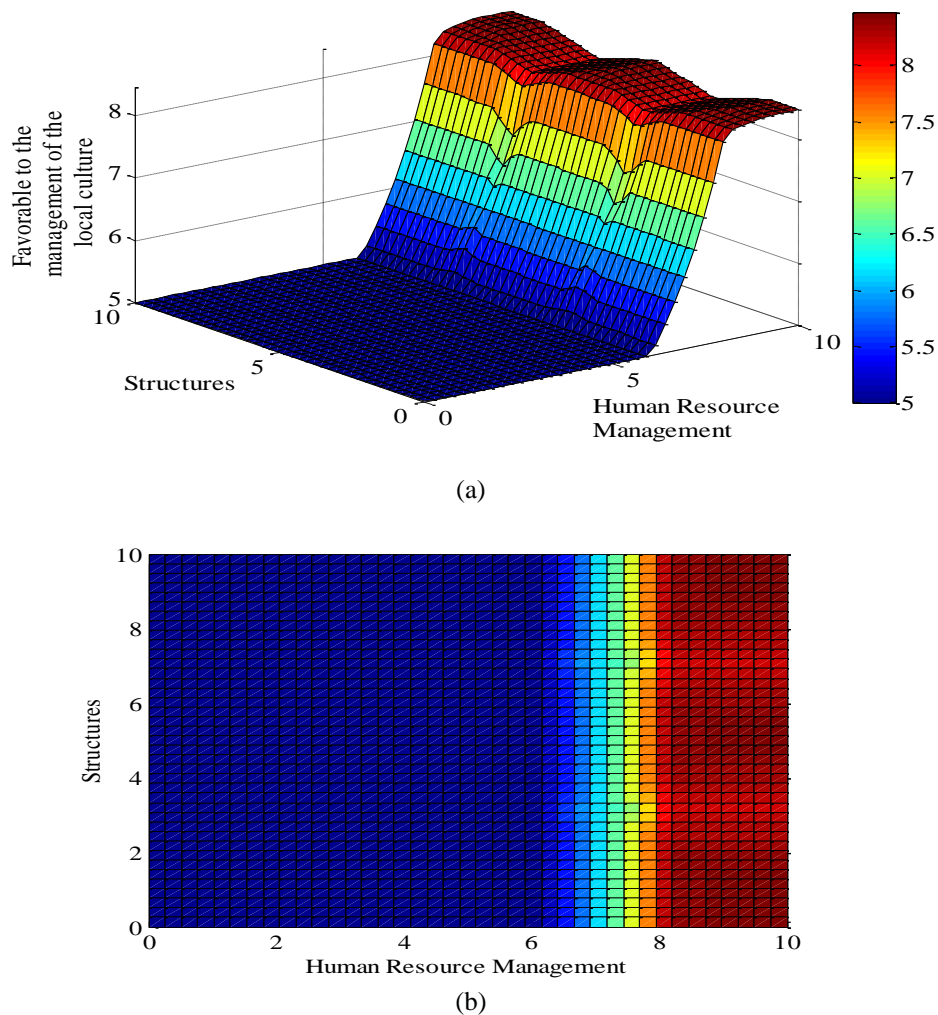 8
7
6
5
10
Favorable to the
management of the
local culture
Structures
5
0
0
5
10
Human Resource
Management
8
7.5
7
6.5
6
5.5
5
(a)
10
8
6
4
2
0
Structures
0
2
4
6
8
10
Human Resource Management
(b)